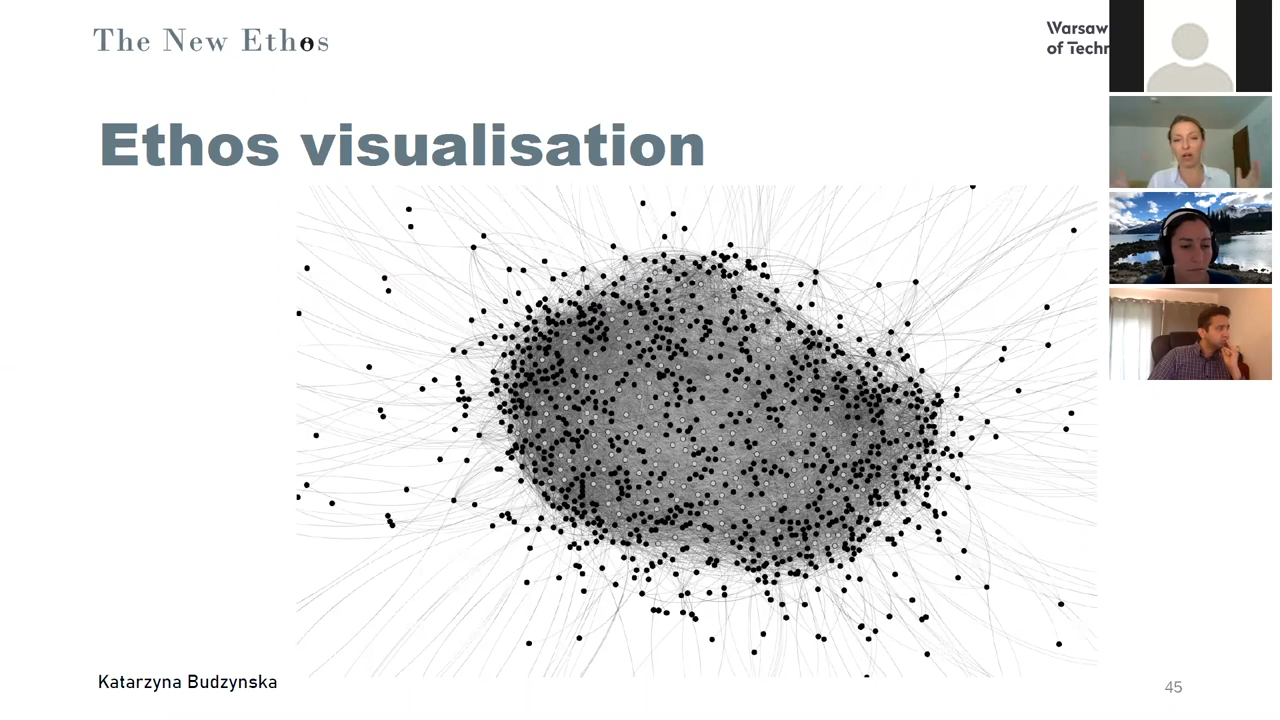 The New Ethos
Warsaw
of Techn
Ethos visualisation
Katarzyna Budzynska
45